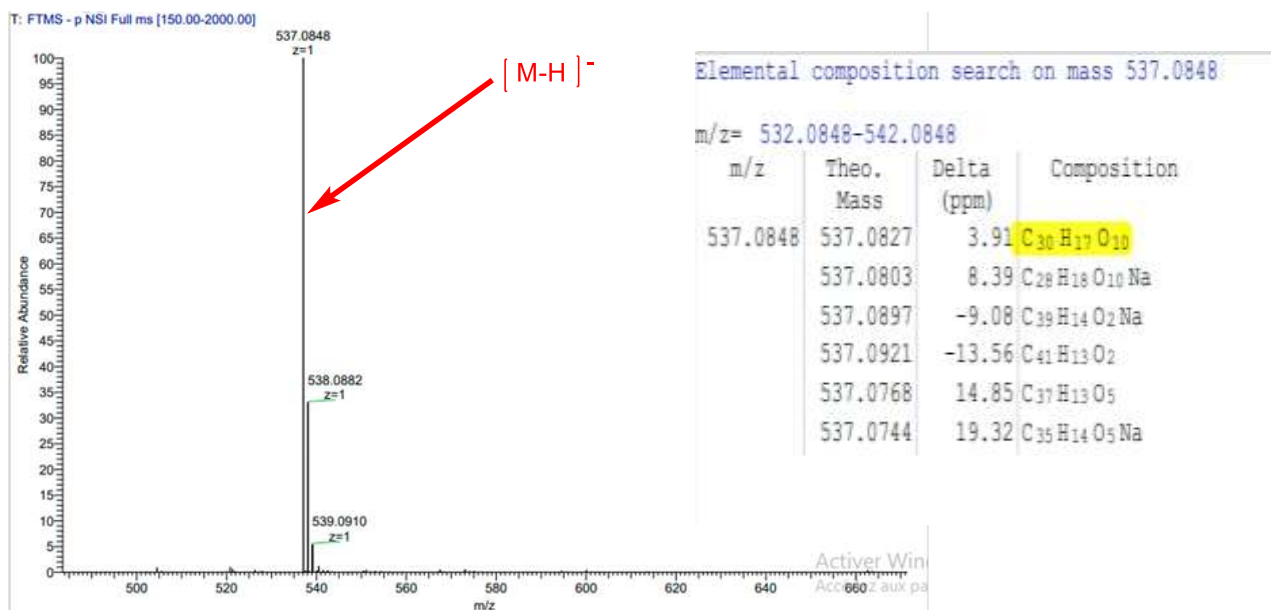 T: FTMS - p NSI Full ms [150.00-2000.00]
537.0848
z=1
[M-H]-
100
95
90
85
80
75
70
65
60
55
50
45
40
35
30
25
20
15
10
5
0
Relative Abundance
538.0882
z=1
539.0910
z=1
500
520
540
560
580
600
620
640
660
m/z
Elemental composition search on mass 537.0848
m/z= 532.0848-542.0848
m/z Theo. Delta Composition
Mass (ppm)
537.0848 537.0827 3.91 C30 H17 O10
537.0803 8.39 C28 H18 O10 Na
537.0897 -9.08 C39 H14 O2 Na
537.0921 -13.56 C41 H13 O2
537.0768 14.85 C37 H13 O5
537.0744 19.32 C35 H14 O5 Na
Activer Win
aux pa